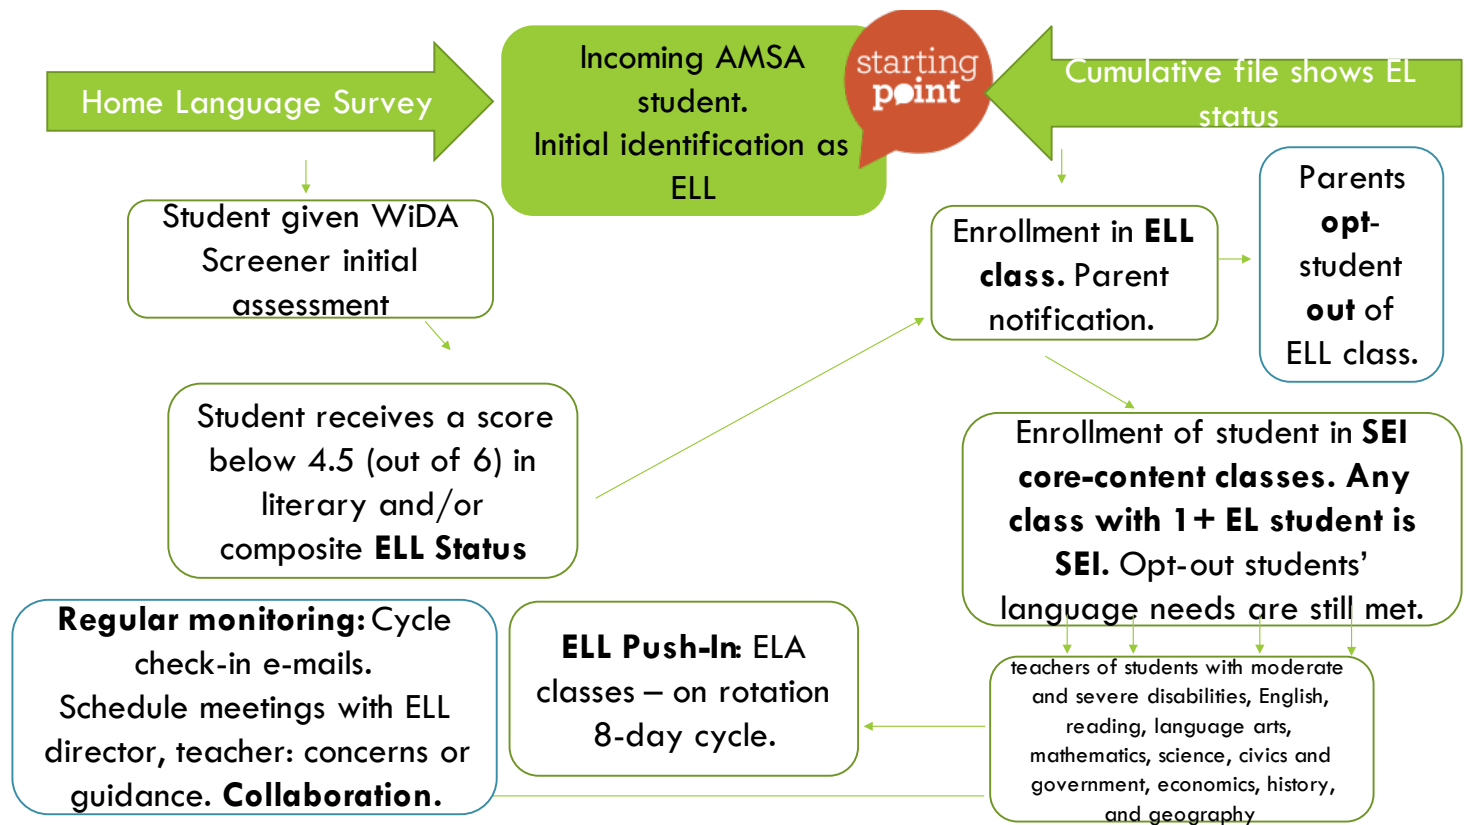 Home Language Survey
Incoming AMSA
student.
Initial identification as
ELL
starting
point
Cumulative file shows EL
status
Student given WiDA
Screener initial
assessment
Enrollment in ELL
class. Parent
notification.
Parents
opt-
student
out of
ELL class.
Student receives a score
below 4.5 (out of 6) in
literary and/or
composite ELL Status
Enrollment of student in SEI
core-content classes. Any
class with 1+ EL student is
SEI. Opt-out students’
language needs are still met.
Regular monitoring: Cycle
check-in e-mails.
Schedule meetings with ELL
director, teacher: concerns or
guidance. Collaboration.
ELL Push-In: ELA
classes – on rotation
8-day cycle.
teachers of students with moderate
and severe disabilities, English,
reading, language arts,
mathematics, science, civics and
government, economics, history,
and geography